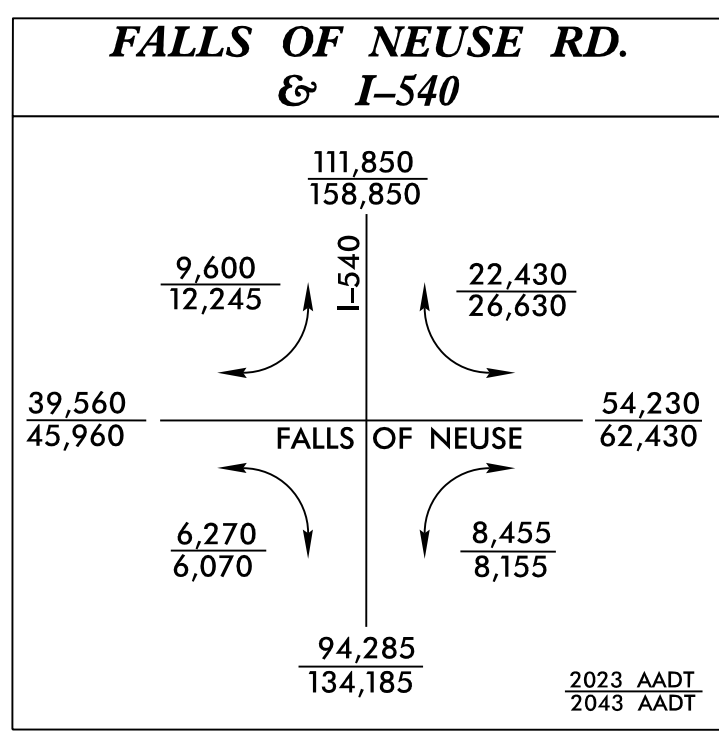 FALLS OF NEUSE RD.
& I–540
111,850
158,850
I–540
9,600
12,245
22,430
26,630
39,560
45,960
54,230
62,430
FALLS OF NEUSE
6,270
6,070
8,455
8,155
94,285
134,185
2023 AADT
2043 AADT